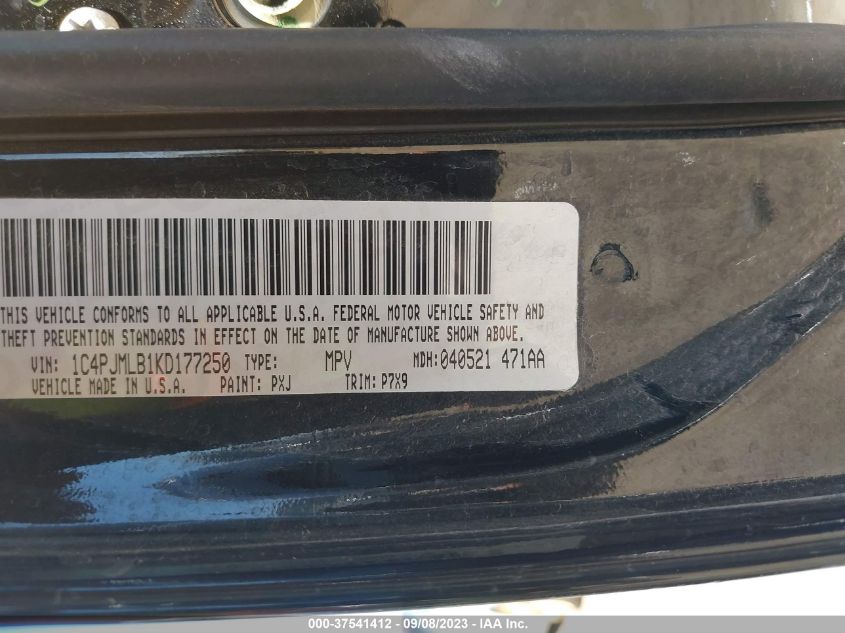 THIS VEHICLE CONFORMS TO ALL APPLICABLE U.S.A. FEDERAL MOTOR VEHICLE SAFETY AND
THEFT PREVENTION STANDARDS IN EFFECT ON THE DATE OF MANUFACTURE SHOWN ABOVE.
VIN: 1C4PJMLB1KD177250 TYPE: MPV MDH:040521 471AA
VEHICLE MADE IN U.S.A. PAINT: PXJ TRIM: P7X9
000-37541412 - 09/08/2023 - IAA Inc.